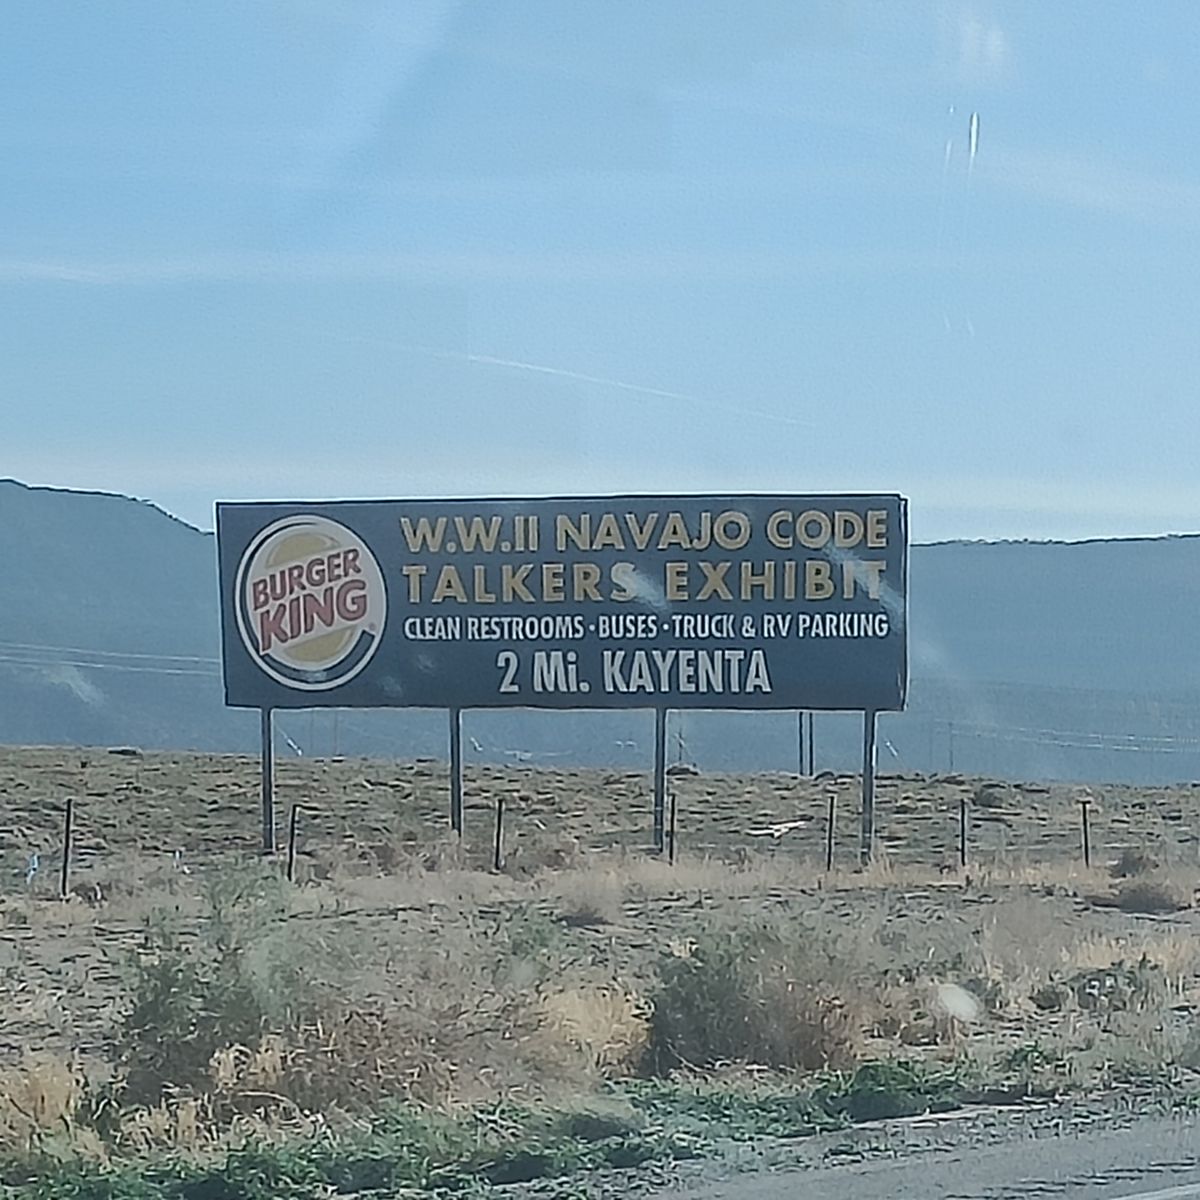 BURGER
KING®
W.W.II NAVAJO CODE
TALKERS EXHIBIT
CLEAN RESTROOMS · BUSES · TRUCK & RV PARKING
2 Mi. KAYENTA